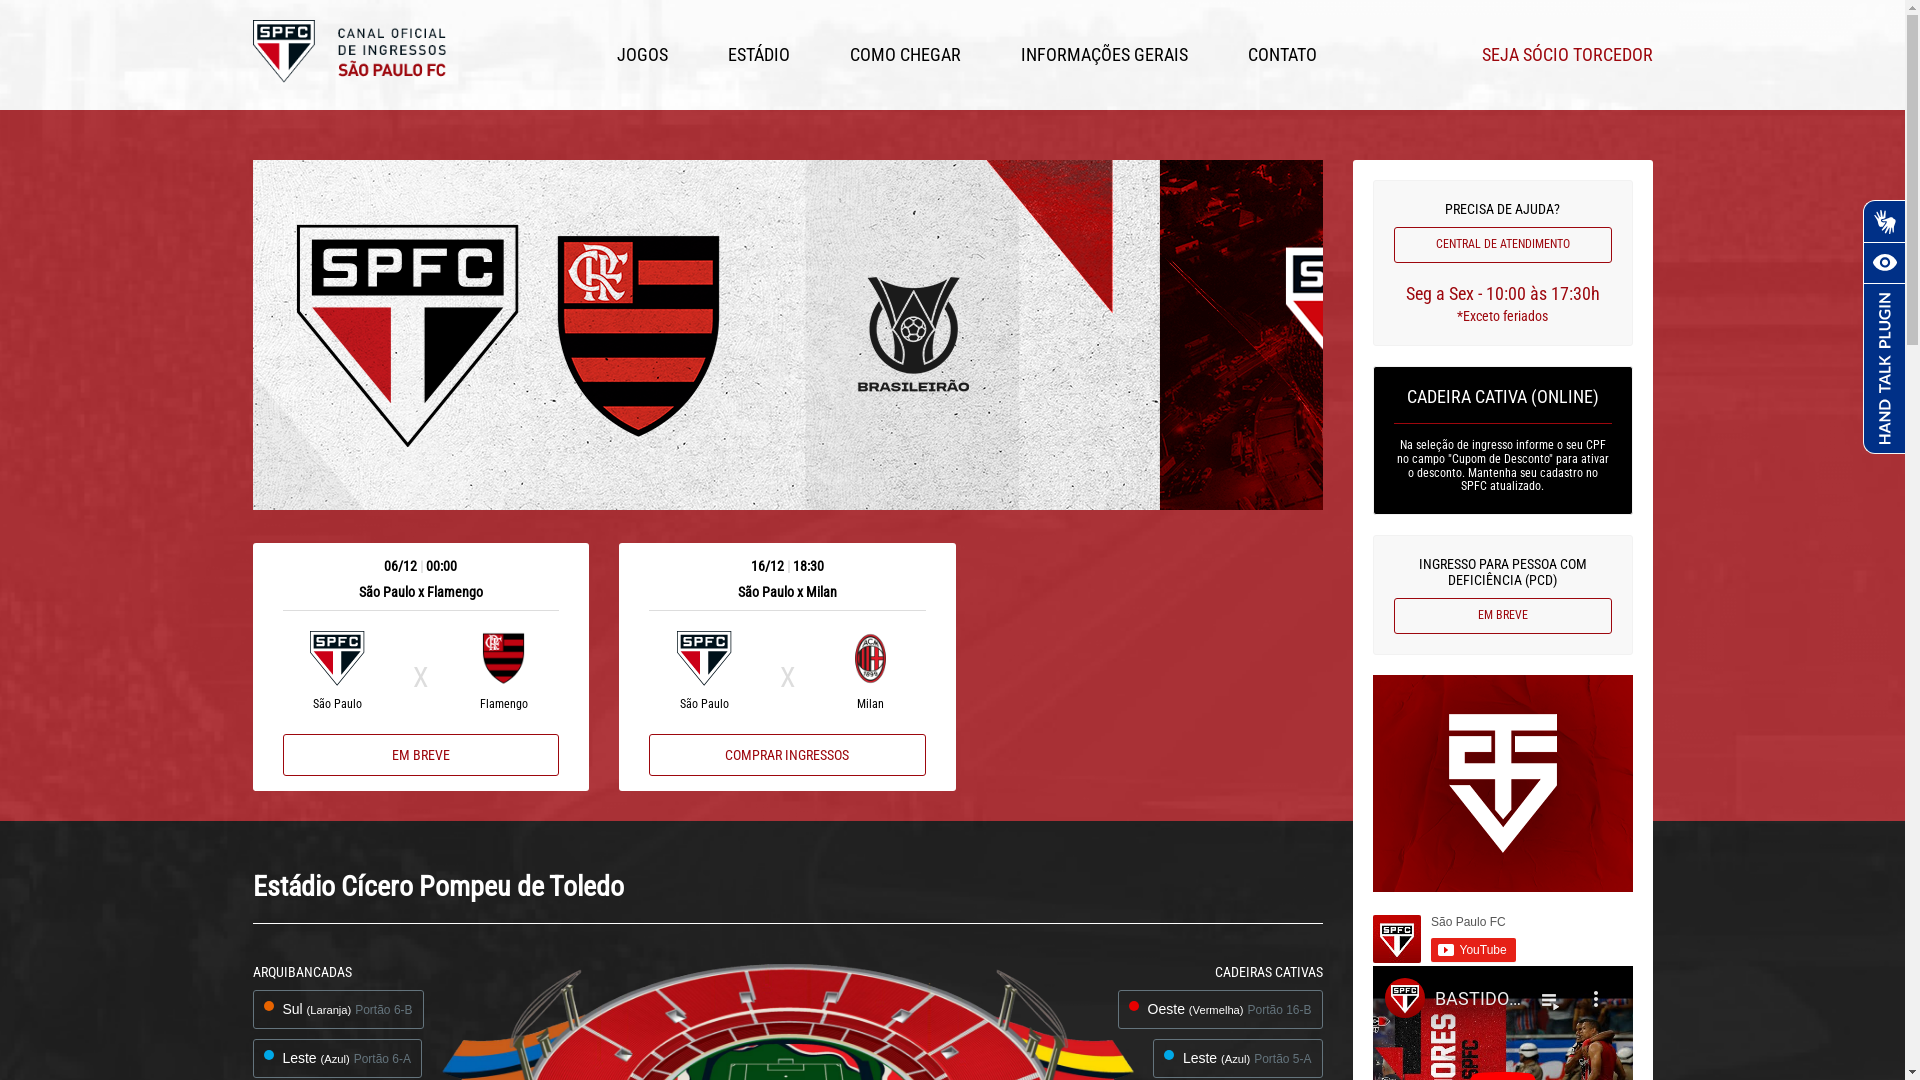 SPFC
CANAL OFICIAL
DE INGRESSOS
SÃO PAULO FC
JOGOS
ESTÁDIO
COMO CHEGAR
INFORMAÇÕES GERAIS
CONTATO
SEJA SÓCIO TORCEDOR
SPFC
CR
BRASILEIRÃO
PRECISA DE AJUDA?
CENTRAL DE ATENDIMENTO
Seg a Sex - 10:00 às 17:30h
*Exceto feriados
HAND TALK PLUGIN
CADEIRA CATIVA (ONLINE)
Na seleção de ingresso informe o seu CPF
no campo "Cupom de Desconto" para ativar
o desconto. Mantenha seu cadastro no
SPFC atualizado.
INGRESSO PARA PESSOA COM
DEFICIÊNCIA (PCD)
EM BREVE
06/12 | 00:00
São Paulo x Flamengo
SPFC
X
São Paulo
Flamengo
EM BREVE
16/12 | 18:30
São Paulo x Milan
SPFC
X
São Paulo
Milan
COMPRAR INGRESSOS
Estádio Cícero Pompeu de Toledo
ARQUIBANCADAS
Sul (Laranja) Portão 6-B
Leste (Azul) Portão 6-A
CADEIRAS CATIVAS
Oeste (Vermelha) Portão 16-B
Leste (Azul) Portão 5-A
SPFC
São Paulo FC
YouTube
SPFC
BASTIDO...
SPFC